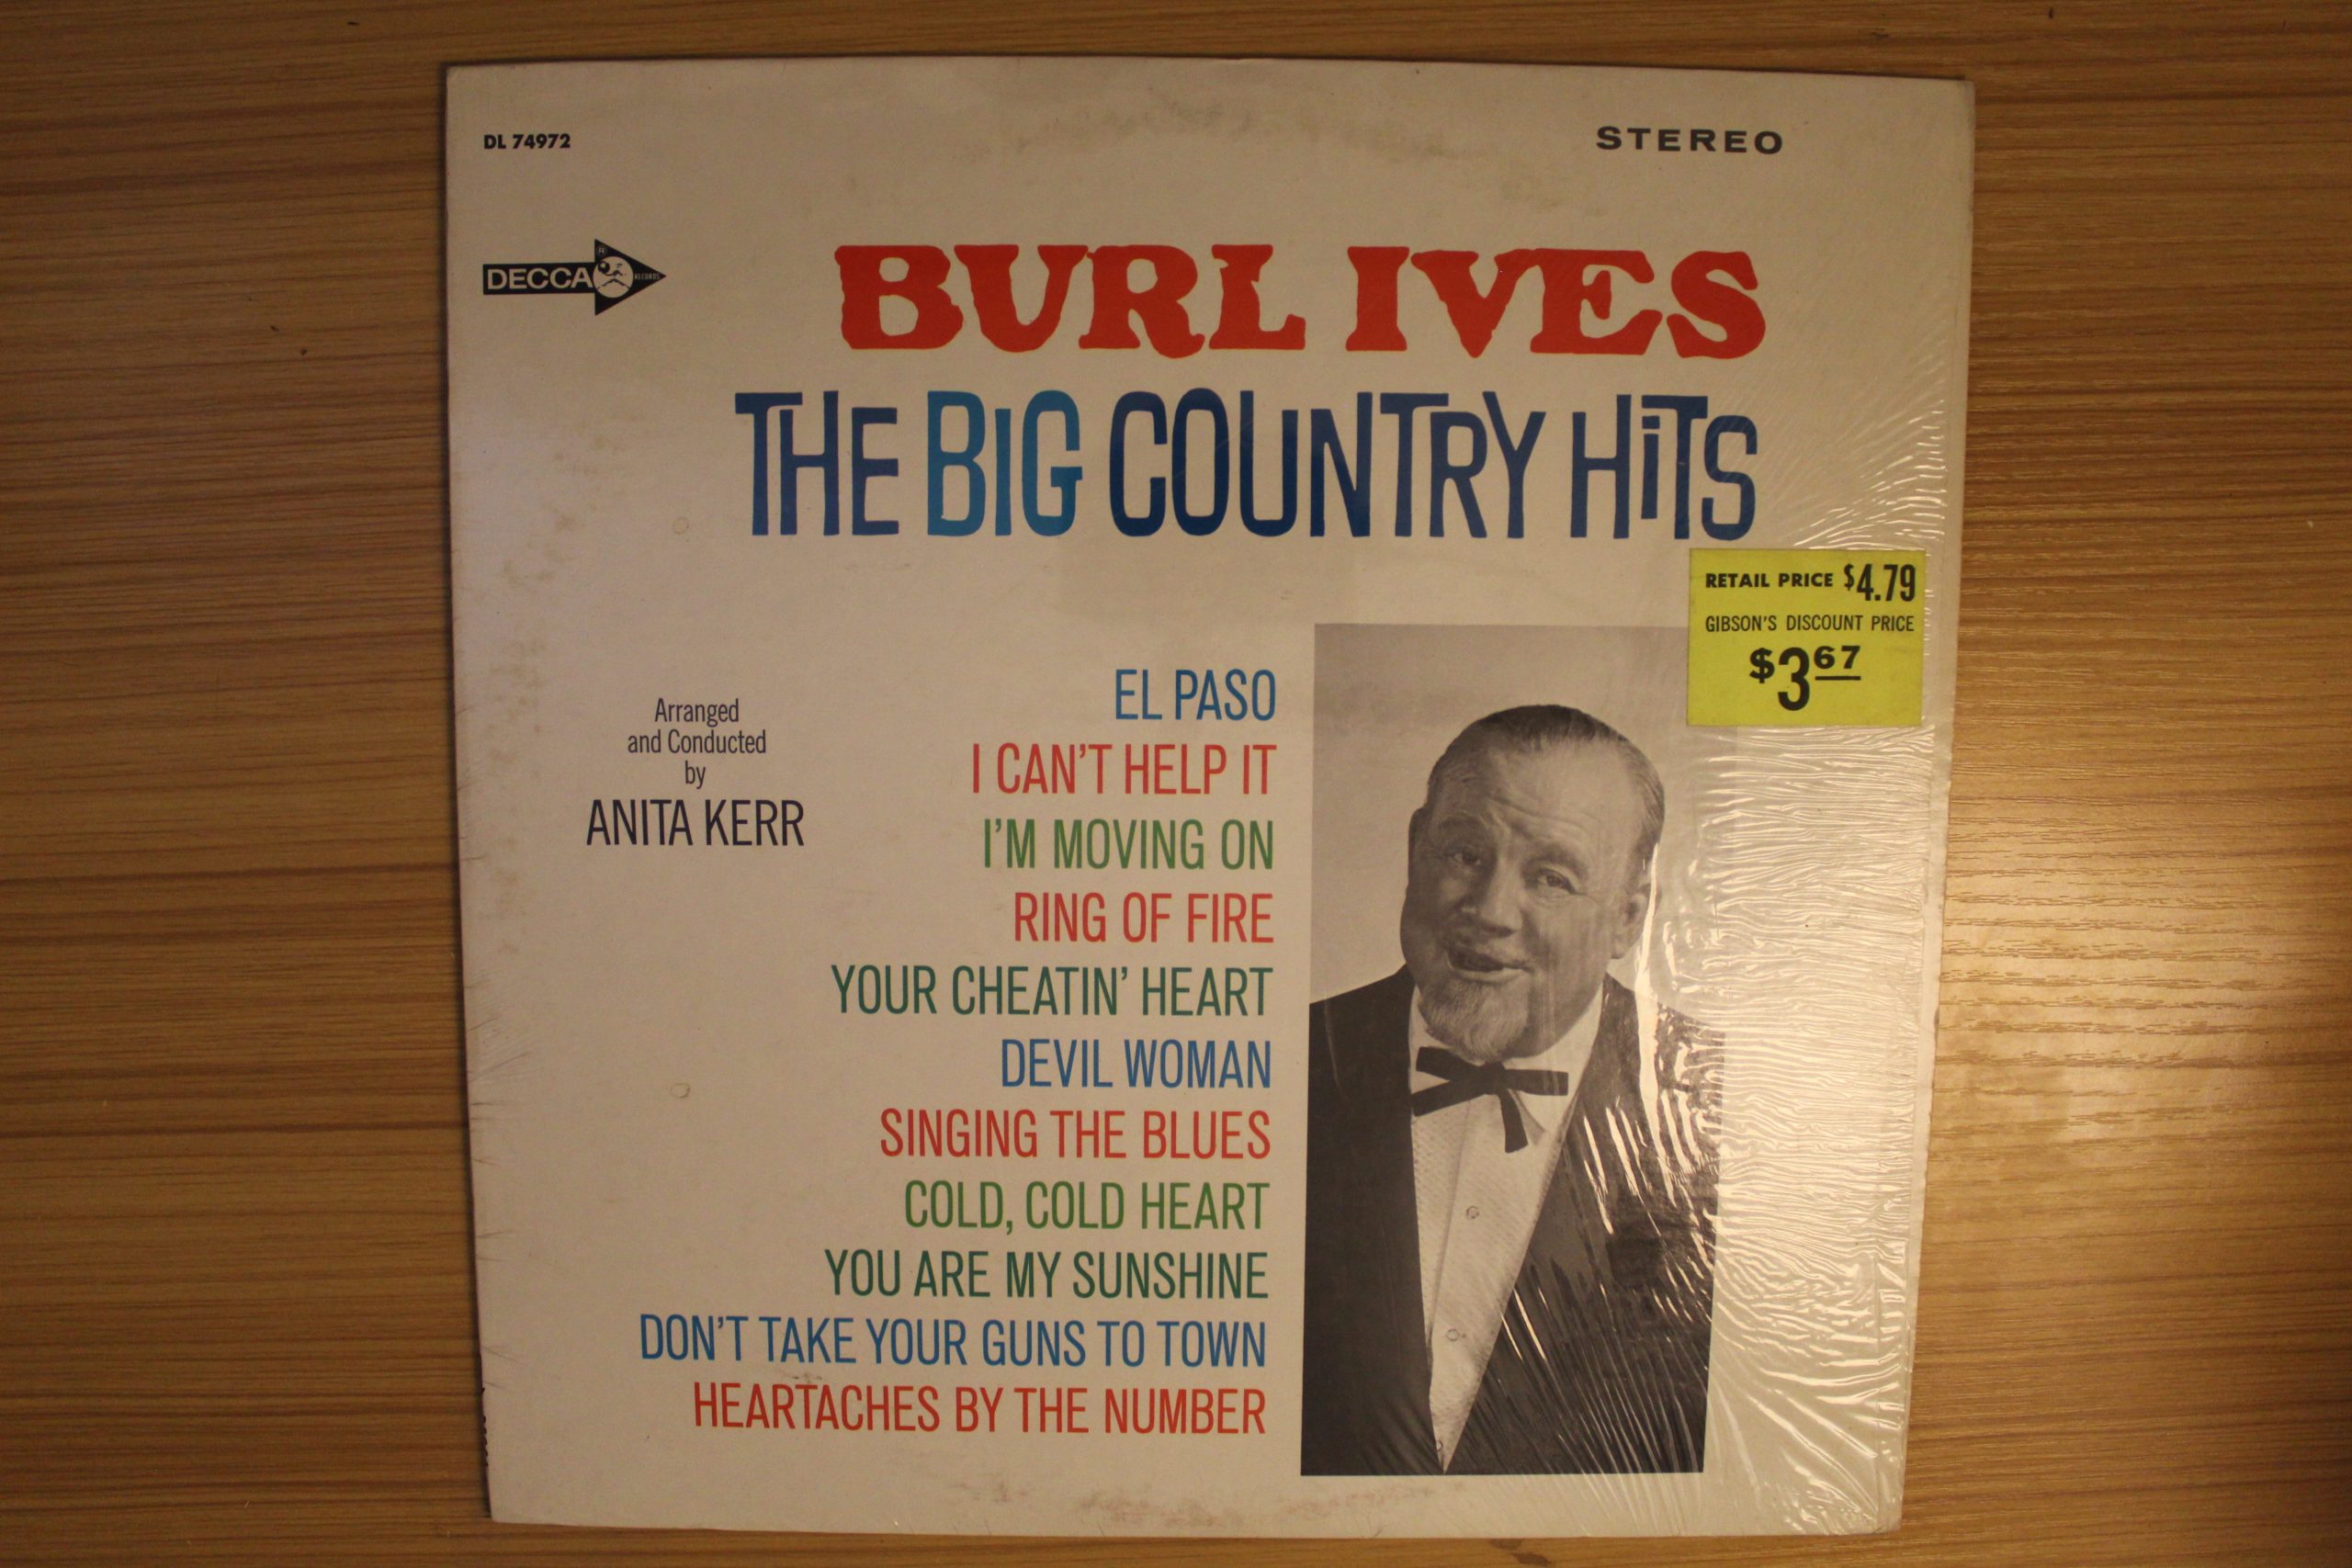 DL 74972
STEREO
DECCA
RECORDS
BURL IVES
THE BIG COUNTRY HiTS
RETAIL PRICE $4.79
GIBSON'S DISCOUNT PRICE
$3 67
Arranged
and Conducted
by
ANITA KERR
EL PASO
I CAN'T HELP IT
I'M MOVING ON
RING OF FIRE
YOUR CHEATIN' HEART
DEVIL WOMAN
SINGING THE BLUES
COLD, COLD HEART
YOU ARE MY SUNSHINE
DON'T TAKE YOUR GUNS TO TOWN
HEARTACHES BY THE NUMBER